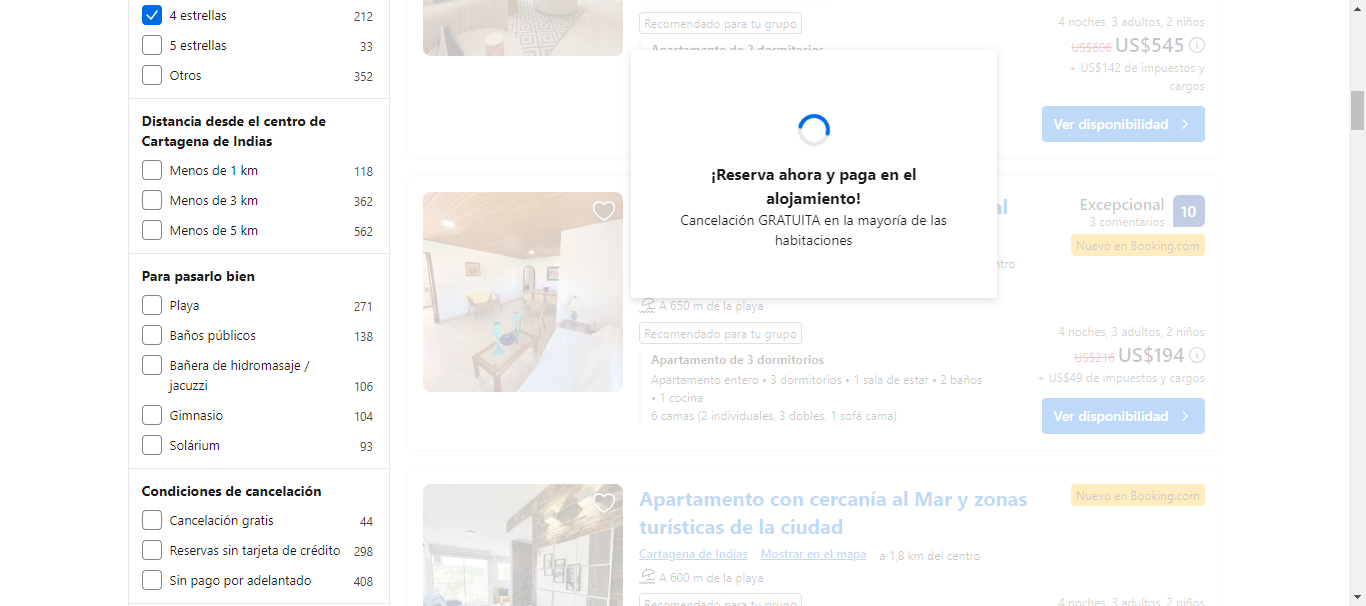 4 estrellas 212
5 estrellas 33
Otros 352
Distancia desde el centro de
Cartagena de Indias
Menos de 1 km 118
Menos de 3 km 362
Menos de 5 km 562
Para pasarlo bien
Playa 271
Baños públicos 138
Bañera de hidromasaje /
jacuzzi 106
Gimnasio 104
Solárium 93
Condiciones de cancelación
Cancelación gratis 44
Reservas sin tarjeta de crédito 298
Sin pago por adelantado 408
Recomendado para tu grupo
4 noches, 3 adultos, 2 niños
US$606 US$545
+ US$142 de impuestos y
cargos
Ver disponibilidad
¡Reserva ahora y paga en el
alojamiento!
Cancelación GRATUITA en la mayoría de las
habitaciones
Excepcional 10
3 comentarios
Nuevo en Booking.com
A 650 m de la playa
Recomendado para tu grupo
Apartamento de 3 dormitorios
Apartamento entero • 3 dormitorios • 1 sala de estar • 2 baños
• 1 cocina
6 camas (2 individuales, 3 dobles, 1 sofá cama)
4 noches, 3 adultos, 2 niños
US$216 US$194
+ US$49 de impuestos y cargos
Ver disponibilidad
Apartamento con cercanía al Mar y zonas
turísticas de la ciudad
Nuevo en Booking.com
Cartagena de Indias Mostrar en el mapa a 1,8 km del centro
A 600 m de la playa
Recomendado para tu grupo
4 noches, 3 adultos, 2 niños